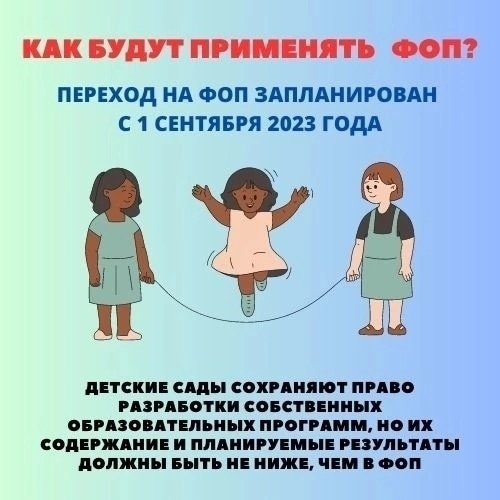 КАК БУДУТ ПРИМЕНЯТЬ ФОП?
ПЕРЕХОД НА ФОП ЗАПЛАНИРОВАН
С 1 СЕНТЯБРЯ 2023 ГОДА
ДЕТСКИЕ САДЫ СОХРАНЯЮТ ПРАВО
РАЗРАБОТКИ СОБСТВЕННЫХ
ОБРАЗОВАТЕЛЬНЫХ ПРОГРАММ, НО ИХ
СОДЕРЖАНИЕ И ПЛАНИРУЕМЫЕ РЕЗУЛЬТАТЫ
ДОЛЖНЫ БЫТЬ НЕ НИЖЕ, ЧЕМ В ФОП